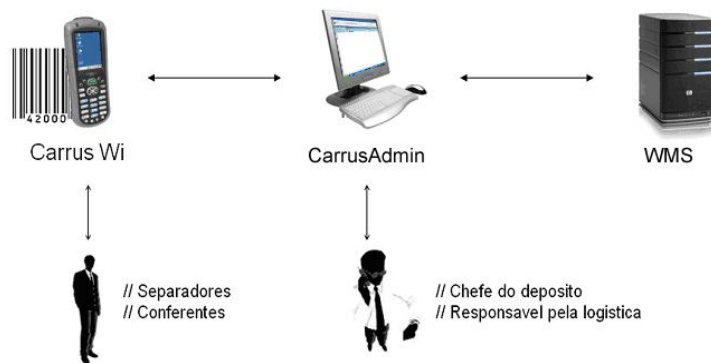 42000
Carrus Wi
CarrusAdmin
WMS
// Separadores
// Conferentes
// Chefe do deposito
// Responsavel pela logistica